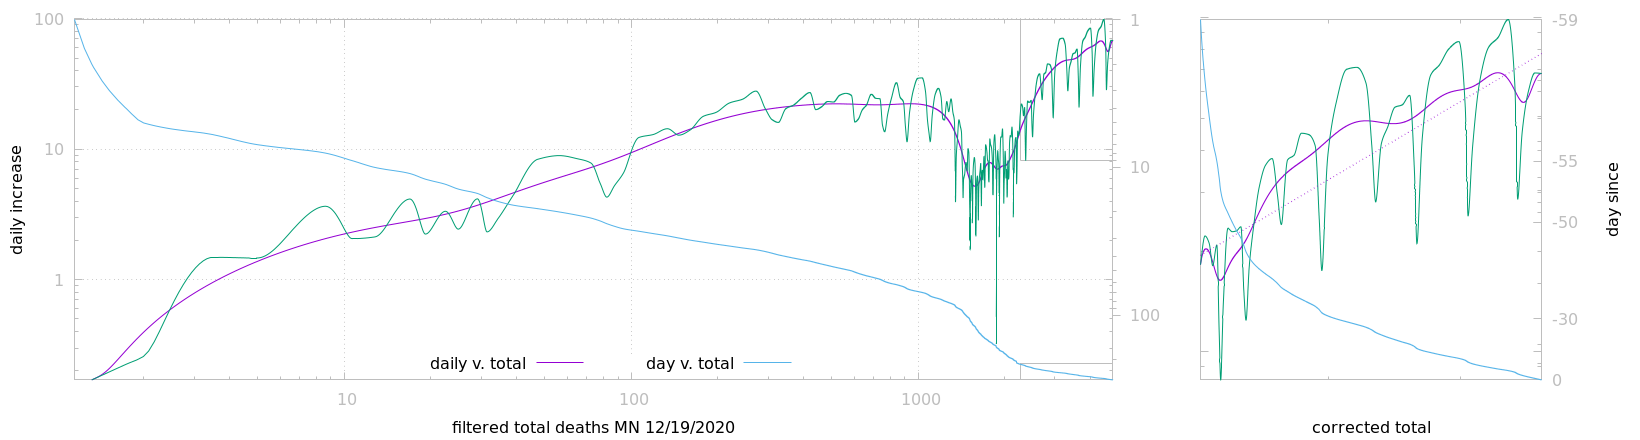 100
10
1
daily increase
10
100
1000
filtered total deaths MN 12/19/2020
daily v. total
day v. total
1
10
100
-59
-55
-50
-30
0
day since
corrected total